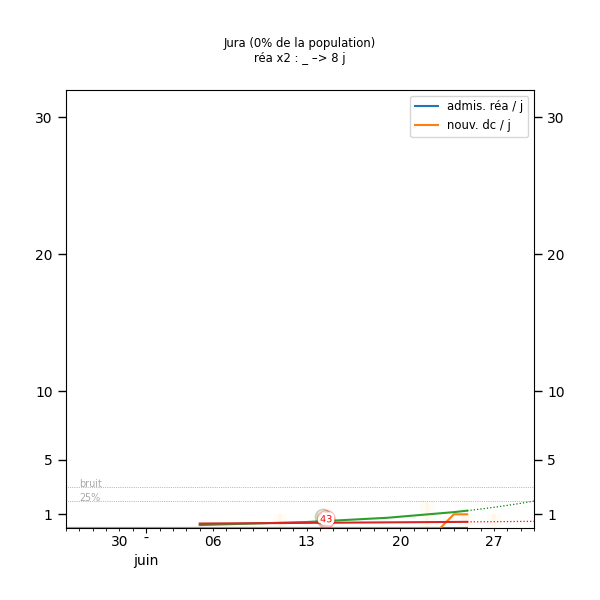 Jura (0% de la population)
réa x2 : _ –> 8 j
admis. réa / j
nouv. dc / j
30 30
20 20
10 10
5 5
bruit
25%
1 1
43
30 - 06 13 20 27
juin